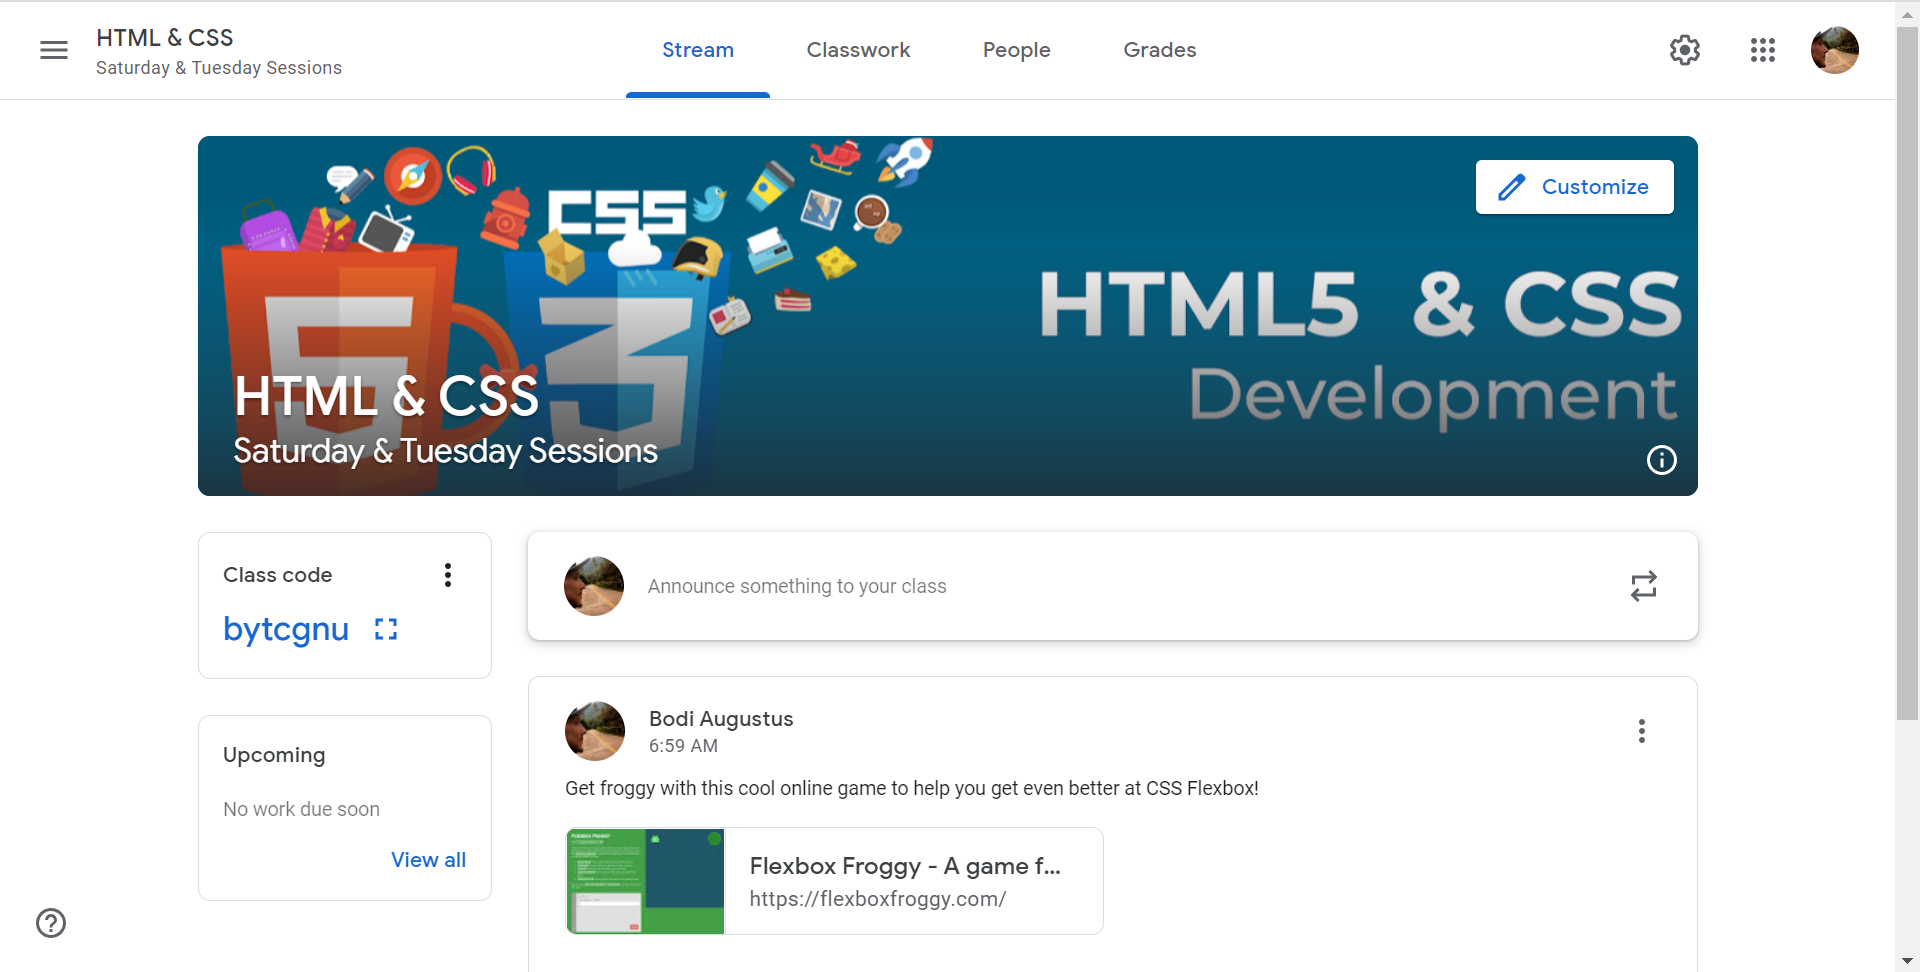 HTML & CSS
Saturday & Tuesday Sessions
Stream
Classwork
People
Grades
CSS
Customize
HTML5 & CSS
Development
HTML & CSS
Saturday & Tuesday Sessions
Class code
bytcgnu
Announce something to your class
Upcoming
No work due soon
View all
Bodi Augustus
6:59 AM
Get froggy with this cool online game to help you get even better at CSS Flexbox!
FLEXBOX FROGGY
Flexbox Froggy - A game f...
https://flexboxfroggy.com/